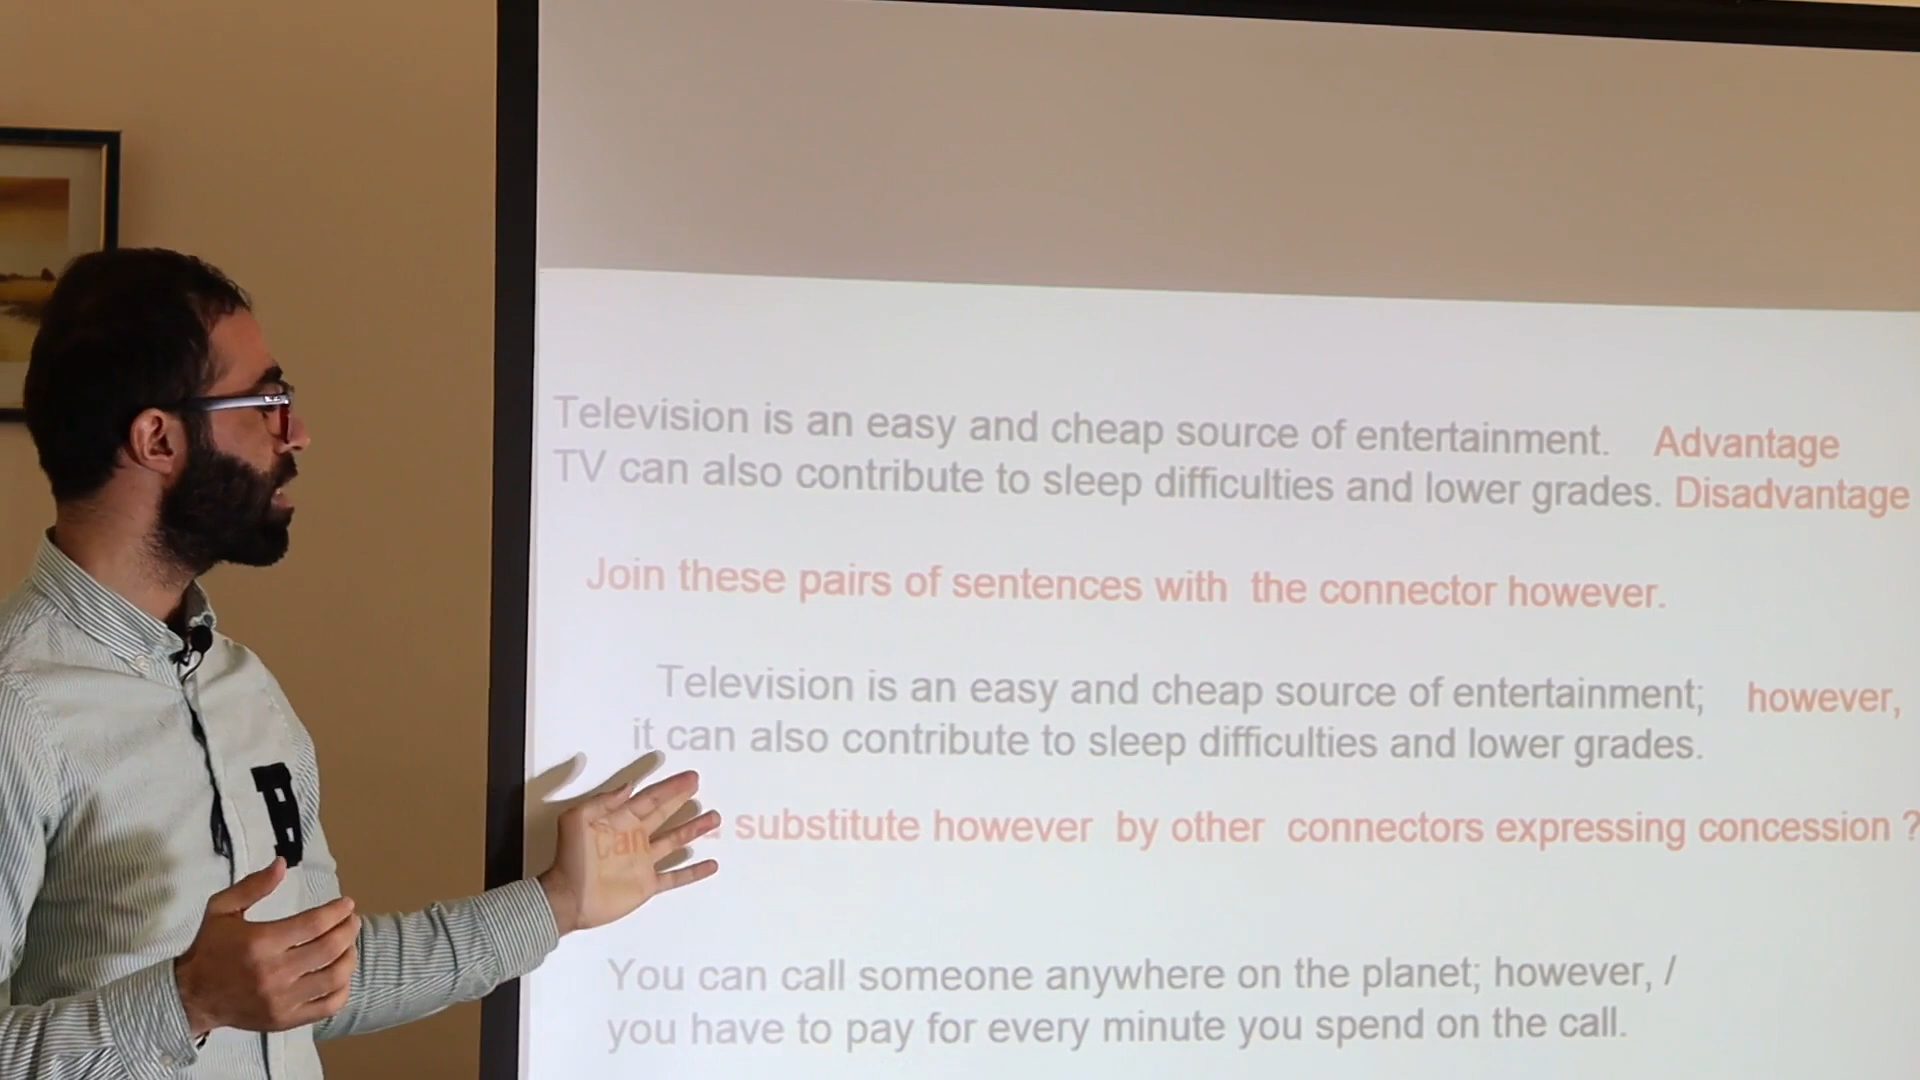 Television is an easy and cheap source of entertainment. Advantage
TV can also contribute to sleep difficulties and lower grades. Disadvantage
Join these pairs of sentences with the connector however.
Television is an easy and cheap source of entertainment; however,
it can also contribute to sleep difficulties and lower grades.
Can substitute however by other connectors expressing concession ?
You can call someone anywhere on the planet; however, /
you have to pay for every minute you spend on the call.